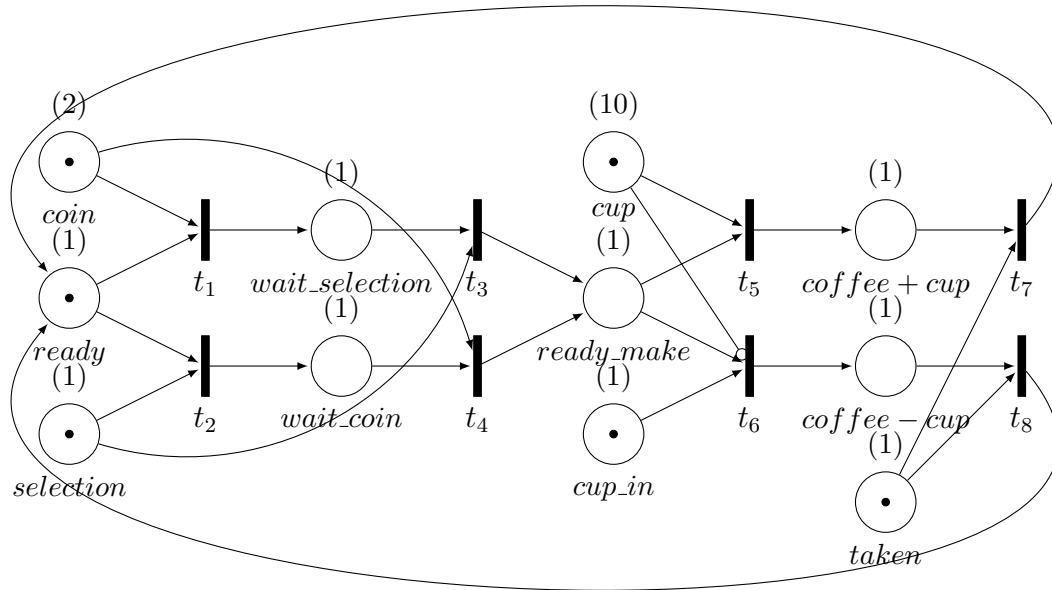 (2)
(10)
coin
cup
(1)
(1)
(1)
(1)
t1
wait_selection
t3
t5
coffee + cup
t7
(1)
(1)
ready
ready_make
(1)
(1)
t2
wait_coin
t4
t6
coffee − cup
t8
(1)
selection
cup_in
taken